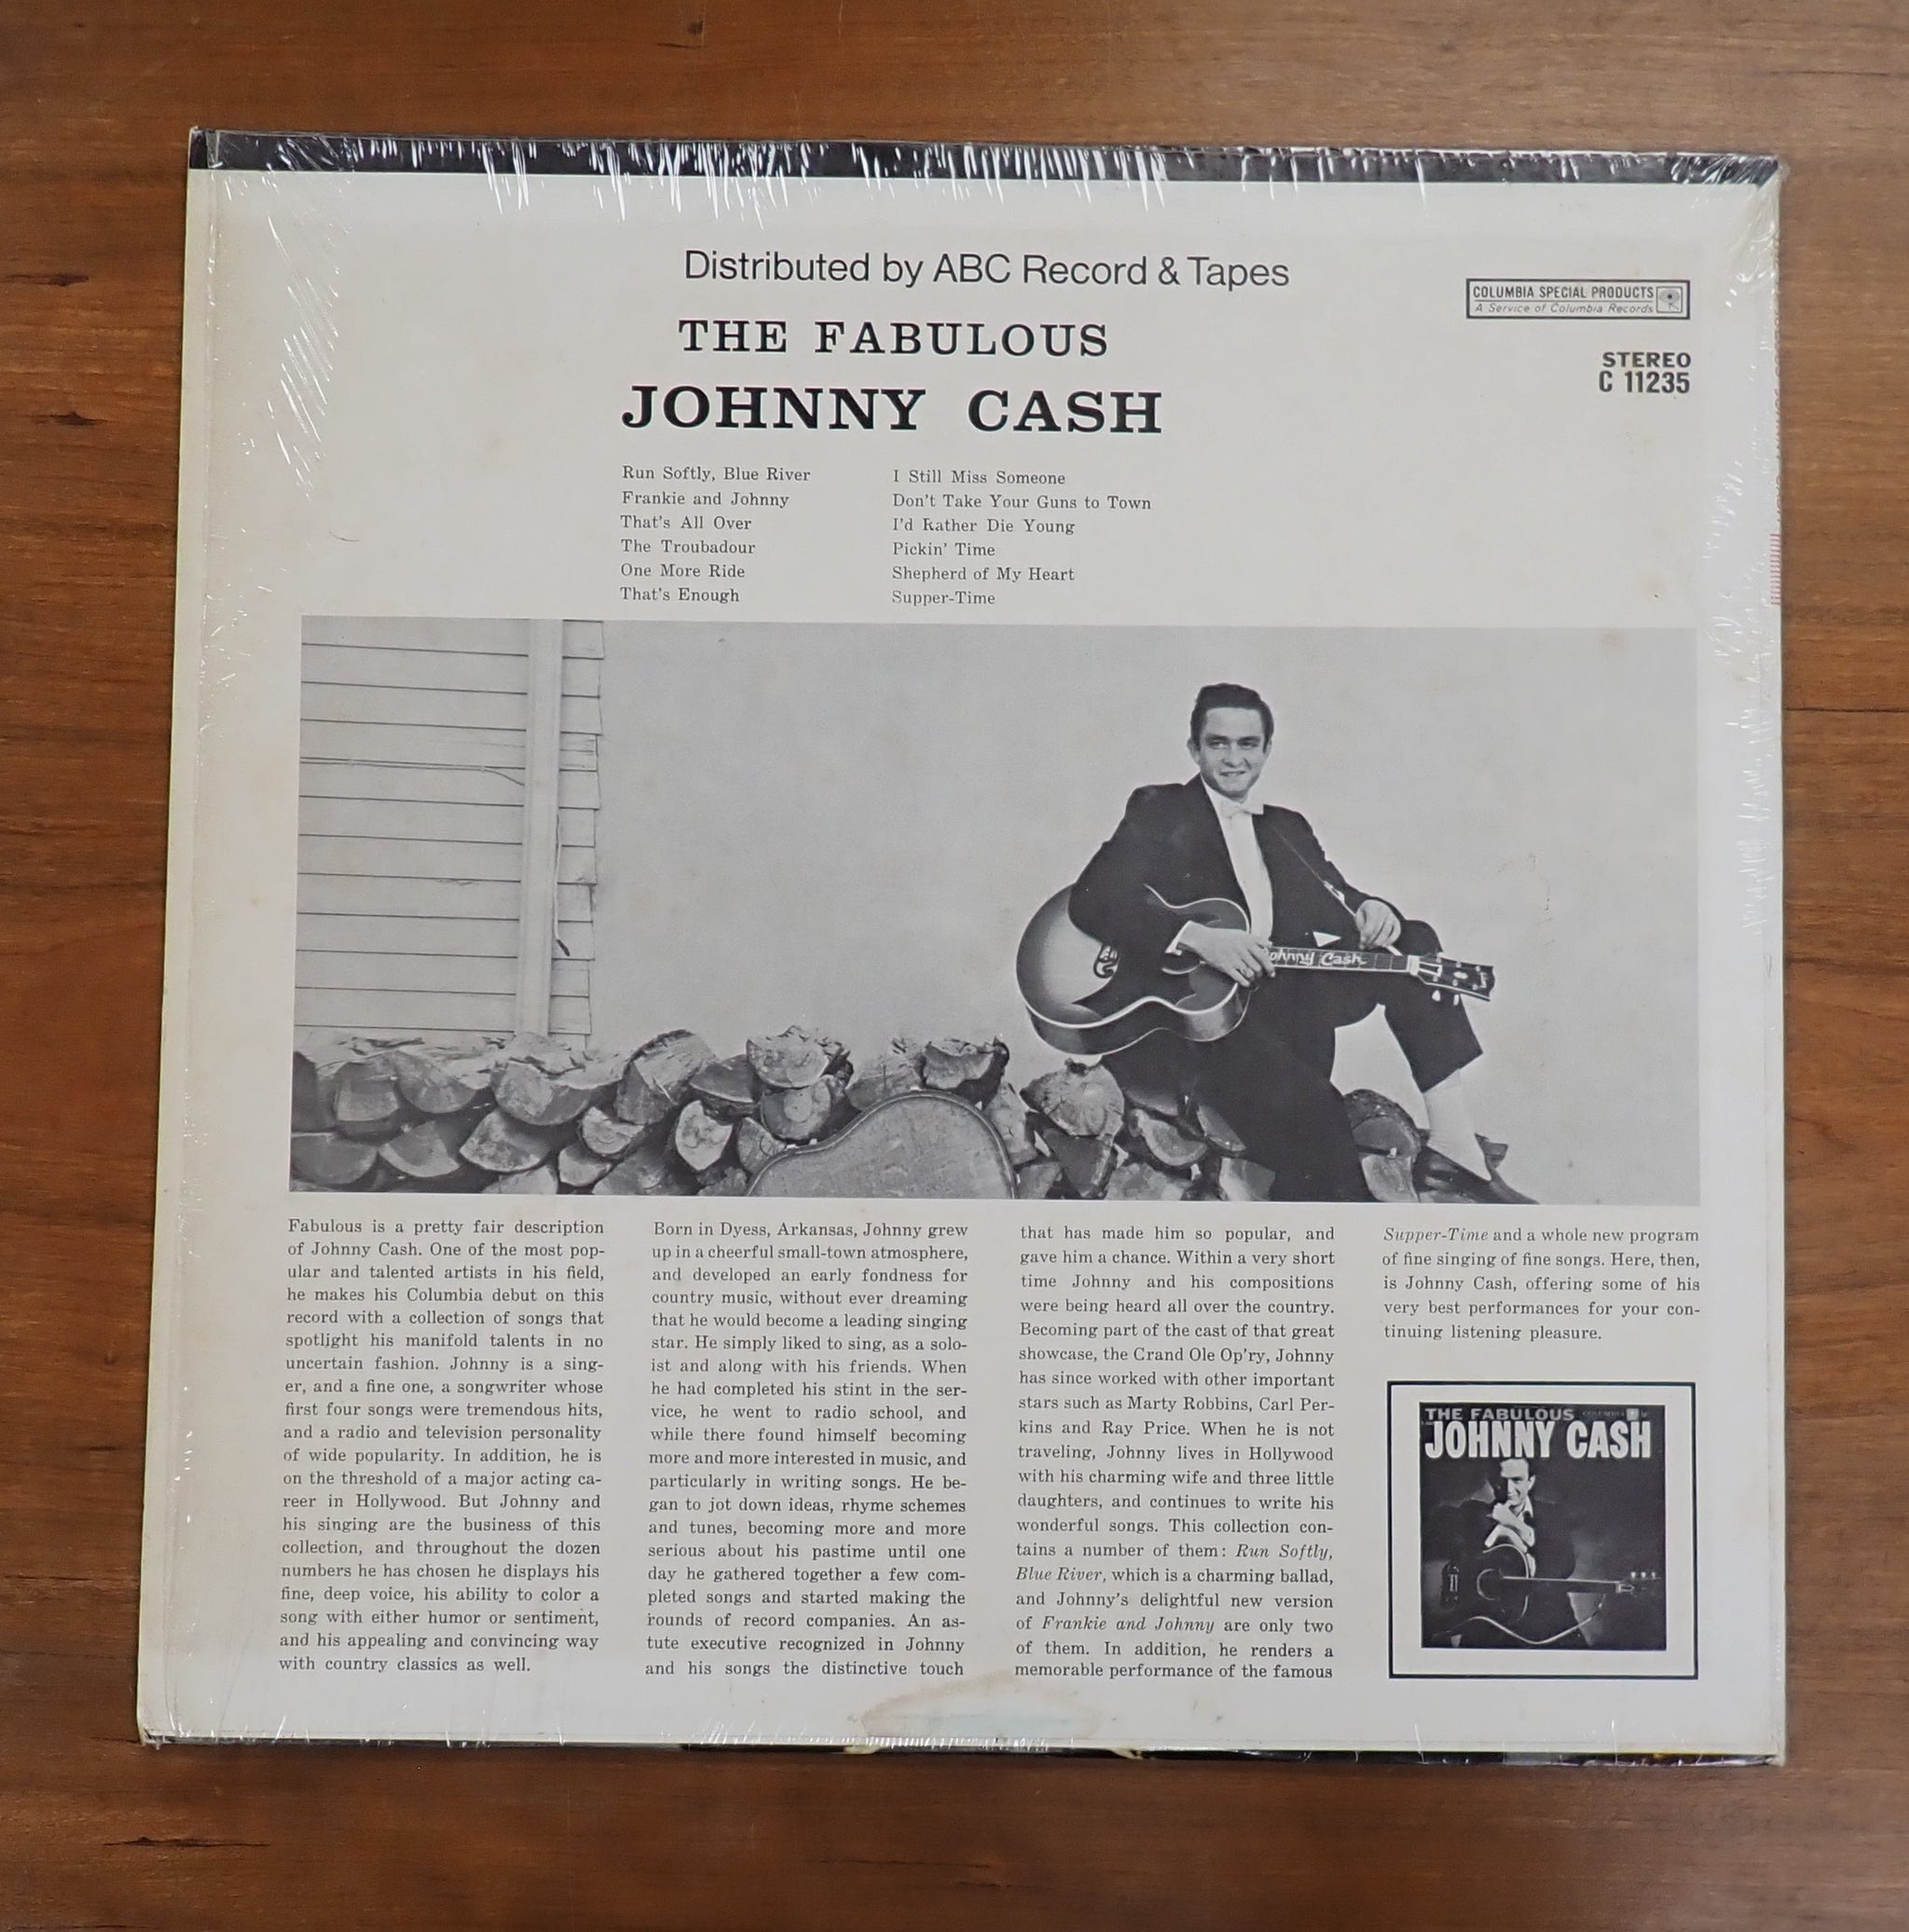 Distributed by ABC Record & Tapes
COLUMBIA SPECIAL PRODUCTS
A Service of Columbia Records
STEREO
C 11235
THE FABULOUS
JOHNNY CASH
Run Softly, Blue River
Frankie and Johnny
That's All Over
The Troubadour
One More Ride
That's Enough
I Still Miss Someone
Don't Take Your Guns to Town
I'd Rather Die Young
Pickin' Time
Shepherd of My Heart
Supper-Time
Johnny Cash
Fabulous is a pretty fair description
of Johnny Cash. One of the most pop-
ular and talented artists in his field,
he makes his Columbia debut on this
record with a collection of songs that
spotlight his manifold talents in no
uncertain fashion. Johnny is a sing-
er, and a fine one, a songwriter whose
first four songs were tremendous hits,
and a radio and television personality
of wide popularity. In addition, he is
on the threshold of a major acting ca-
reer in Hollywood. But Johnny and
his singing are the business of this
collection, and throughout the dozen
numbers he has chosen he displays his
fine, deep voice, his ability to color a
song with either humor or sentiment,
and his appealing and convincing way
with country classics as well.
Born in Dyess, Arkansas, Johnny grew
up in a cheerful small-town atmosphere,
and developed an early fondness for
country music, without ever dreaming
that he would become a leading singing
star. He simply liked to sing, as a solo-
ist and along with his friends. When
he had completed his stint in the ser-
vice, he went to radio school, and
while there found himself becoming
more and more interested in music, and
particularly in writing songs. He be-
gan to jot down ideas, rhyme schemes
and tunes, becoming more and more
serious about his pastime until one
day he gathered together a few com-
pleted songs and started making the
rounds of record companies. An as-
tute executive recognized in Johnny
and his songs the distinctive touch
that has made him so popular, and
gave him a chance. Within a very short
time Johnny and his compositions
were being heard all over the country.
Becoming part of the cast of that great
showcase, the Grand Ole Op'ry, Johnny
has since worked with other important
stars such as Marty Robbins, Carl Per-
kins and Ray Price. When he is not
traveling, Johnny lives in Hollywood
with his charming wife and three little
daughters, and continues to write his
wonderful songs. This collection con-
tains a number of them: Run Softly,
Blue River, which is a charming ballad,
and Johnny's delightful new version
of Frankie and Johnny are only two
of them. In addition, he renders a
memorable performance of the famous
Supper-Time and a whole new program
of fine singing of fine songs. Here, then,
is Johnny Cash, offering some of his
very best performances for your con-
tinuing listening pleasure.
THE FABULOUS
JOHNNY CASH